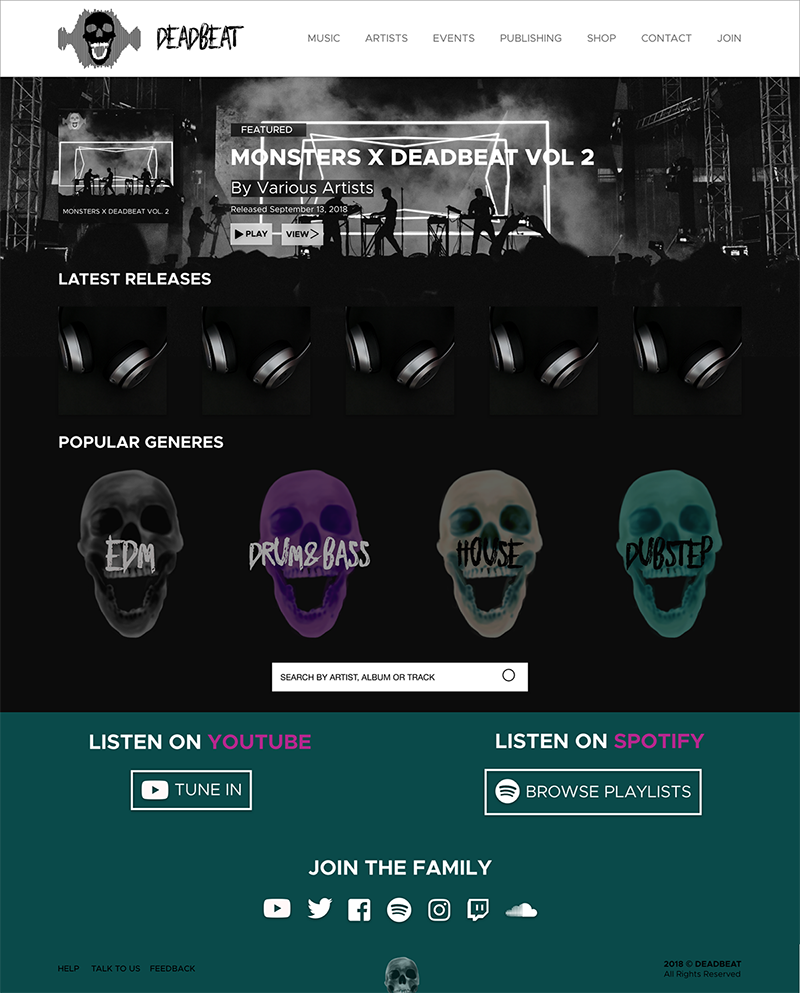 DEADBEAT
MUSIC ARTISTS EVENTS PUBLISHING SHOP CONTACT JOIN
FEATURED
MONSTERS X DEADBEAT VOL 2
By Various Artists
Released September 13, 2018
MONSTERS X DEADBEAT VOL. 2
PLAY VIEW
LATEST RELEASES
POPULAR GENERES
EDM DRUM&BASS HOUSE DUBSTEP
SEARCH BY ARTIST, ALBUM OR TRACK
LISTEN ON YOUTUBE
TUNE IN
LISTEN ON SPOTIFY
BROWSE PLAYLISTS
JOIN THE FAMILY
HELP TALK TO US FEEDBACK
2018 © DEADBEAT
All Rights Reserved